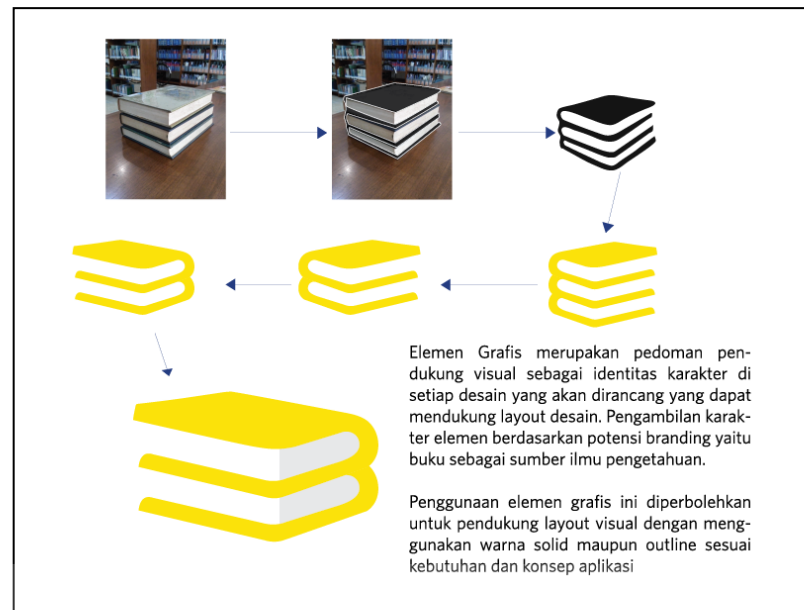 Elemen Grafis merupakan pedoman pen-
dukung visual sebagai identitas karakter di
setiap desain yang akan dirancang yang dapat
mendukung layout desain. Pengambilan karak-
ter elemen berdasarkan potensi branding yaitu
buku sebagai sumber ilmu pengetahuan.
Penggunaan elemen grafis ini diperbolehkan
untuk pendukung layout visual dengan meng-
gunakan warna solid maupun outline sesuai
kebutuhan dan konsep aplikasi